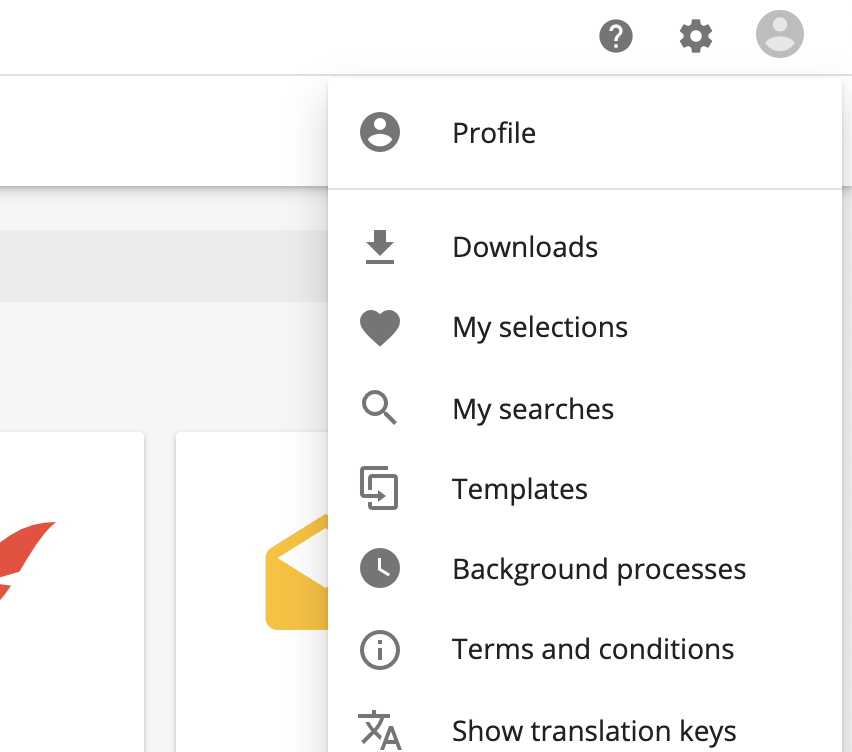 Profile
Downloads
My selections
My searches
Templates
Background processes
Terms and conditions
Show translation keys